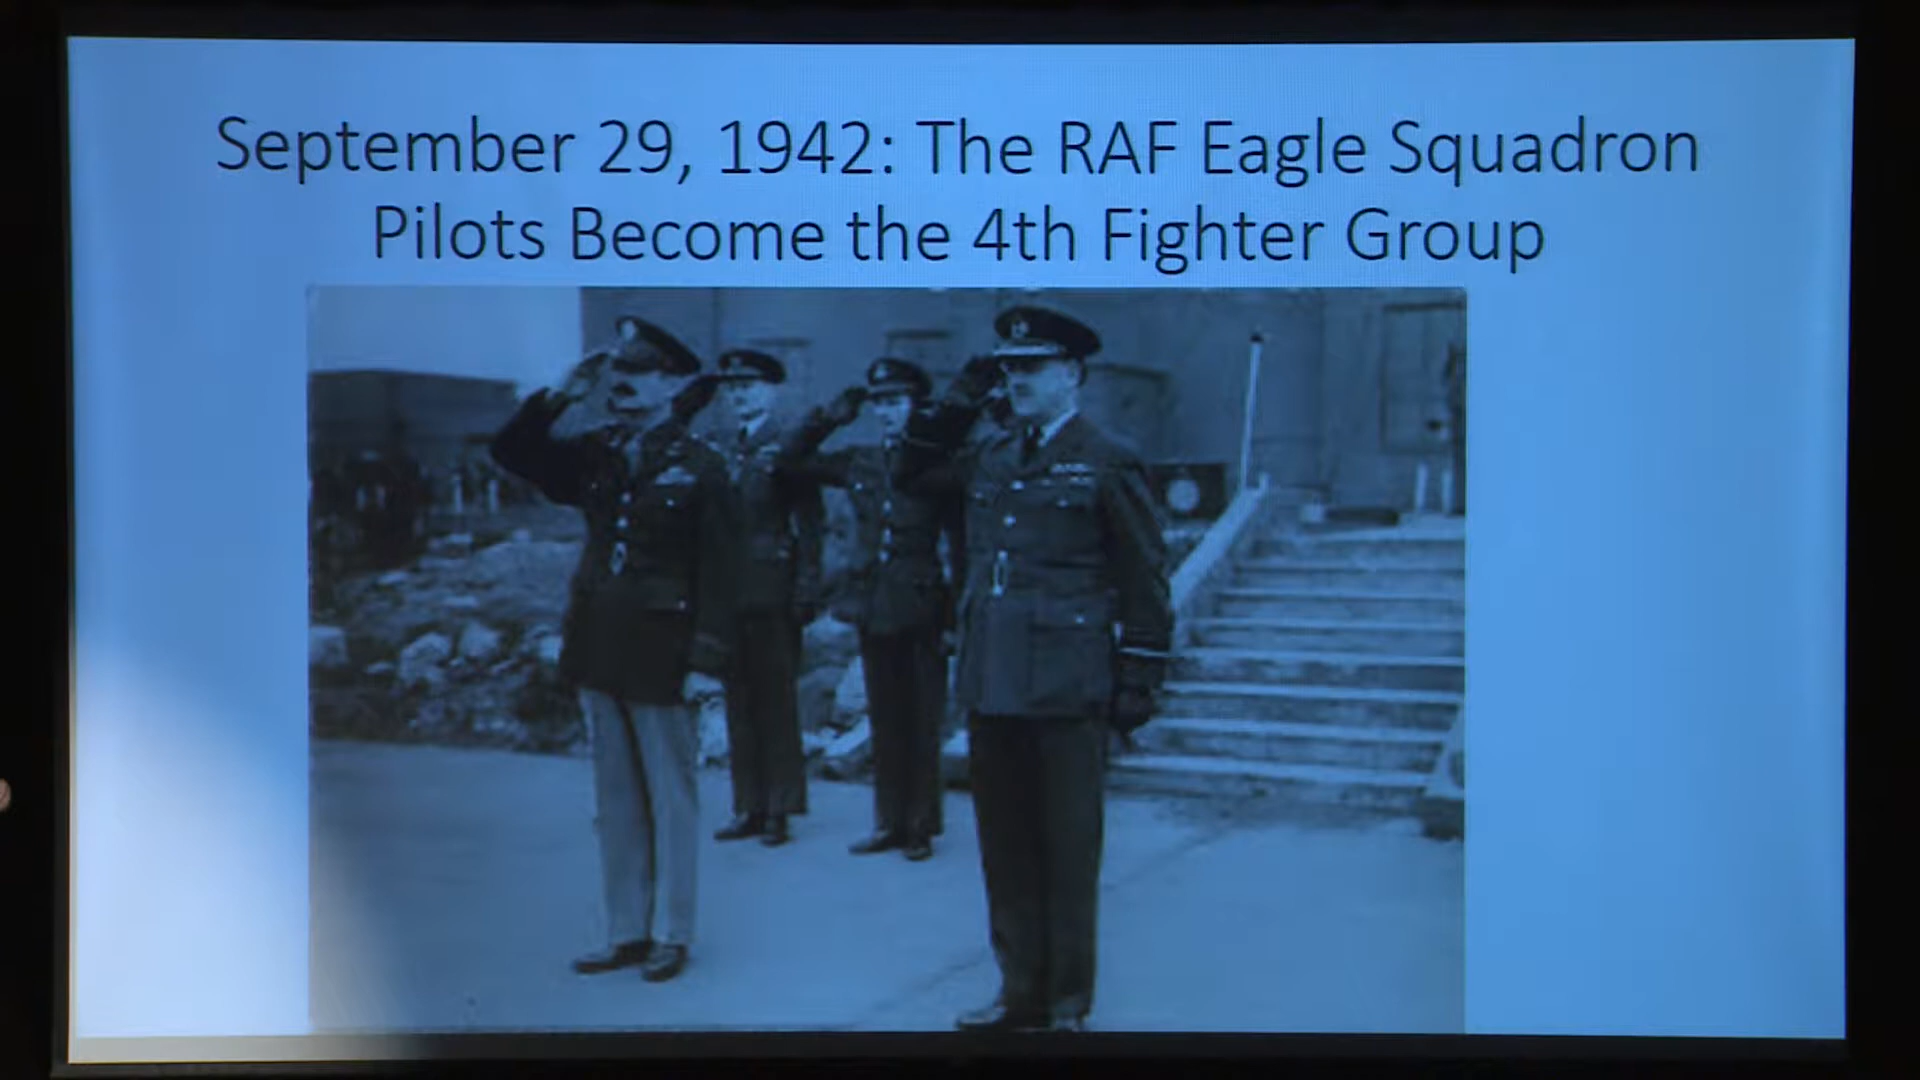 September 29, 1942: The RAF Eagle Squadron
Pilots Become the 4th Fighter Group